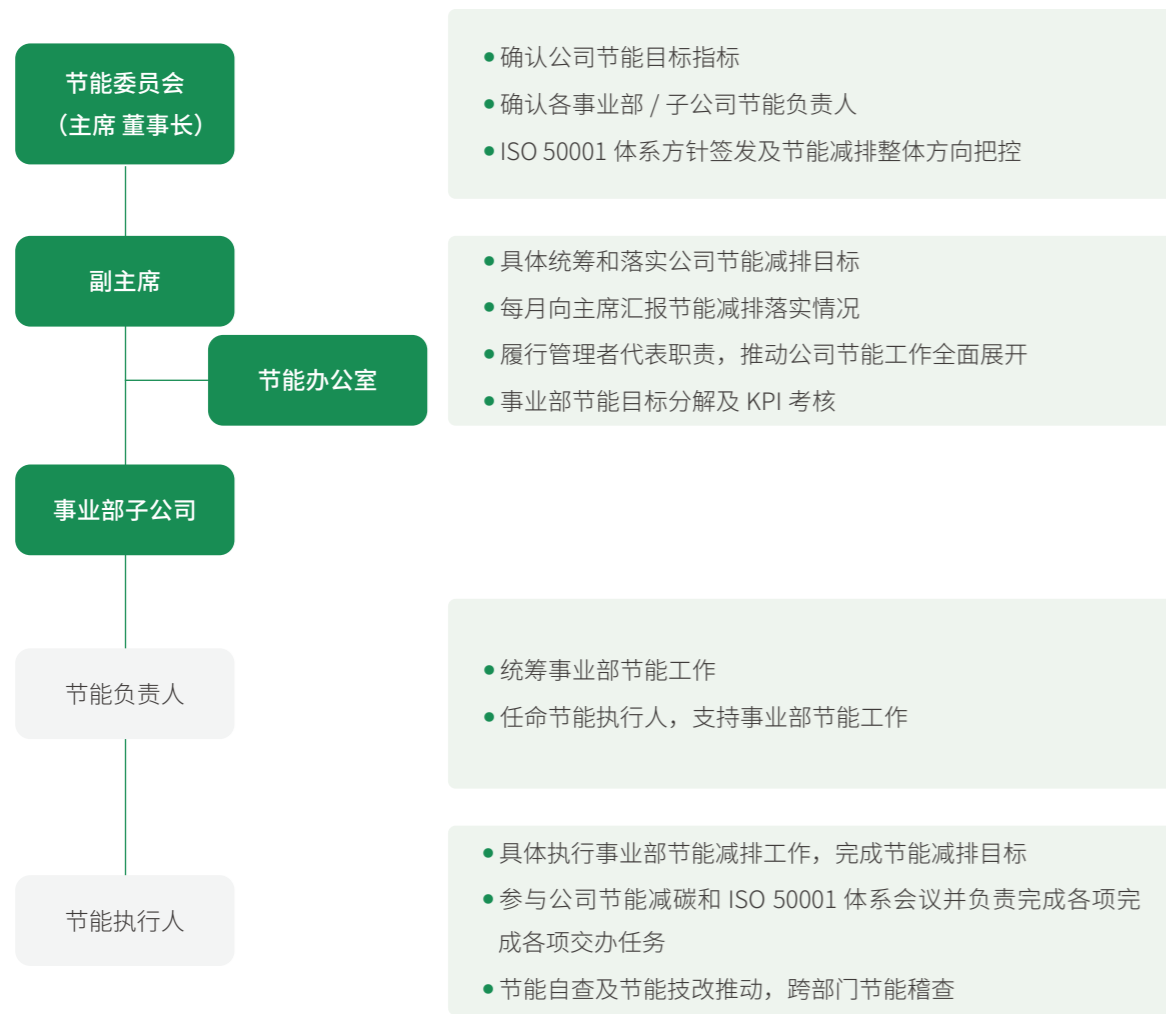 节能委员会
（主席 董事长）
● 确认公司节能目标指标
● 确认各事业部 / 子公司节能负责人
● ISO 50001 体系方针签发及节能减排整体方向把控
副主席
节能办公室
● 具体统筹和落实公司节能减排目标
● 每月向主席汇报节能减排落实情况
● 履行管理者代表职责，推动公司节能工作全面展开
● 事业部节能目标分解及 KPI 考核
事业部子公司
节能负责人
● 统筹事业部节能工作
● 任命节能执行人，支持事业部节能工作
节能执行人
● 具体执行事业部节能减排工作，完成节能减排目标
● 参与公司节能减碳和 ISO 50001 体系会议并负责完成各项完
成各项交办任务
● 节能自查及节能技改推动，跨部门节能稽查